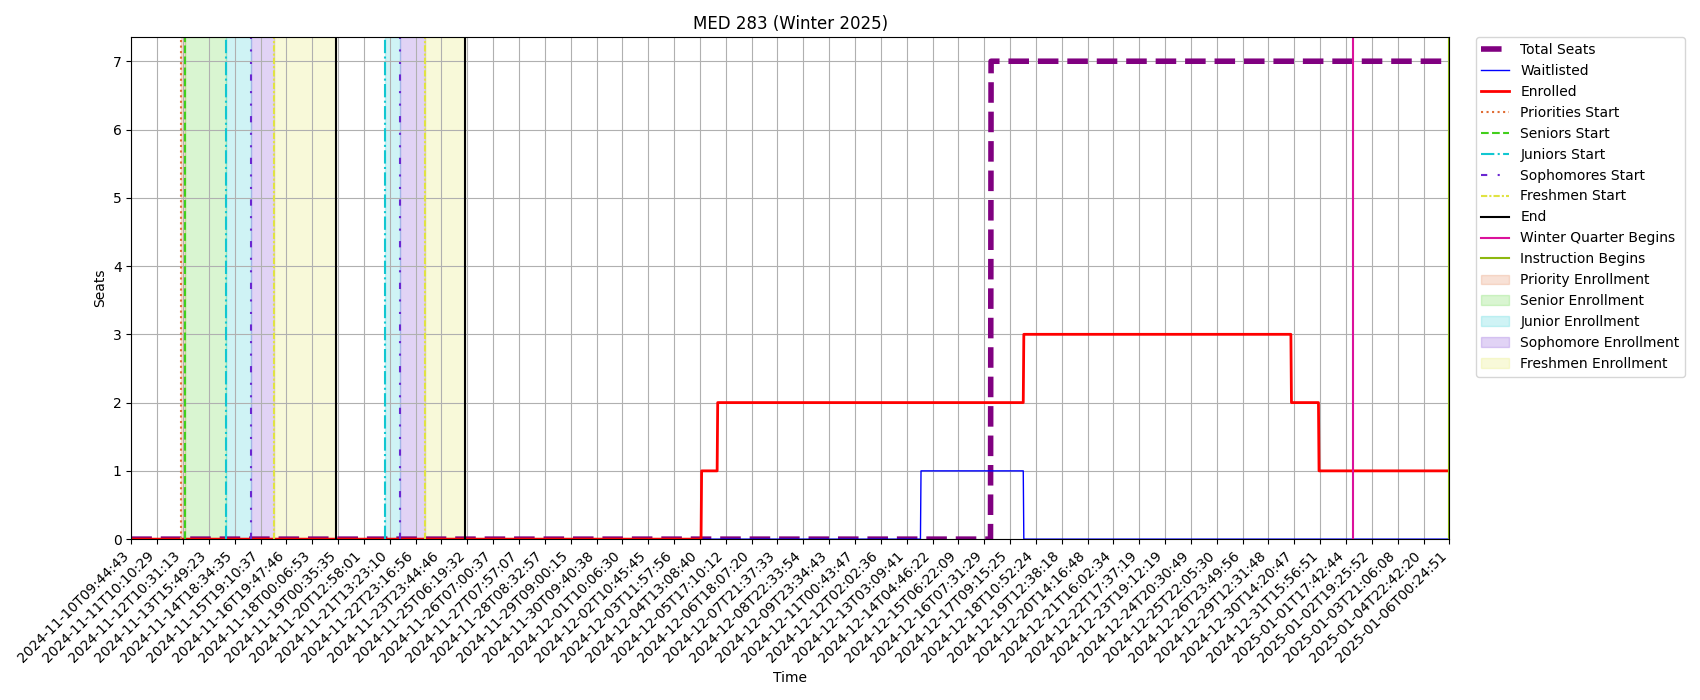 MED 283 (Winter 2025)
Seats
7
6
5
4
3
2
1
0
2024-11-10T09:44:43
2024-11-11T10:10:29
2024-11-12T10:31:13
2024-11-13T15:49:23
2024-11-14T18:34:35
2024-11-15T19:10:37
2024-11-16T19:47:46
2024-11-18T00:06:53
2024-11-19T00:35:35
2024-11-20T12:58:01
2024-11-21T23:23:10
2024-11-23T23:16:56
2024-11-24T23:44:46
2024-11-25T06:19:32
2024-11-26T07:00:37
2024-11-27T07:57:07
2024-11-28T08:32:57
2024-11-29T09:00:15
2024-11-30T09:40:38
2024-12-01T10:06:30
2024-12-02T10:45:45
2024-12-03T11:57:56
2024-12-04T13:08:40
2024-12-05T17:10:12
2024-12-06T18:07:20
2024-12-07T21:37:33
2024-12-08T22:33:54
2024-12-09T23:34:43
2024-12-11T00:43:47
2024-12-12T02:02:36
2024-12-13T03:09:41
2024-12-14T04:46:22
2024-12-15T06:22:09
2024-12-16T07:31:29
2024-12-17T09:15:25
2024-12-18T10:52:24
2024-12-19T12:38:18
2024-12-20T14:16:48
2024-12-21T16:02:34
2024-12-22T17:37:19
2024-12-23T19:12:19
2024-12-24T20:30:49
2024-12-25T22:05:30
2024-12-26T23:49:56
2024-12-29T12:31:48
2024-12-30T14:20:47
2024-12-31T15:56:51
2025-01-01T17:42:44
2025-01-02T19:25:52
2025-01-03T21:06:08
2025-01-04T22:42:20
2025-01-06T00:24:51
Time
Total Seats
Waitlisted
Enrolled
Priorities Start
Seniors Start
Juniors Start
Sophomores Start
Freshmen Start
End
Winter Quarter Begins
Instruction Begins
Priority Enrollment
Senior Enrollment
Junior Enrollment
Sophomore Enrollment
Freshmen Enrollment